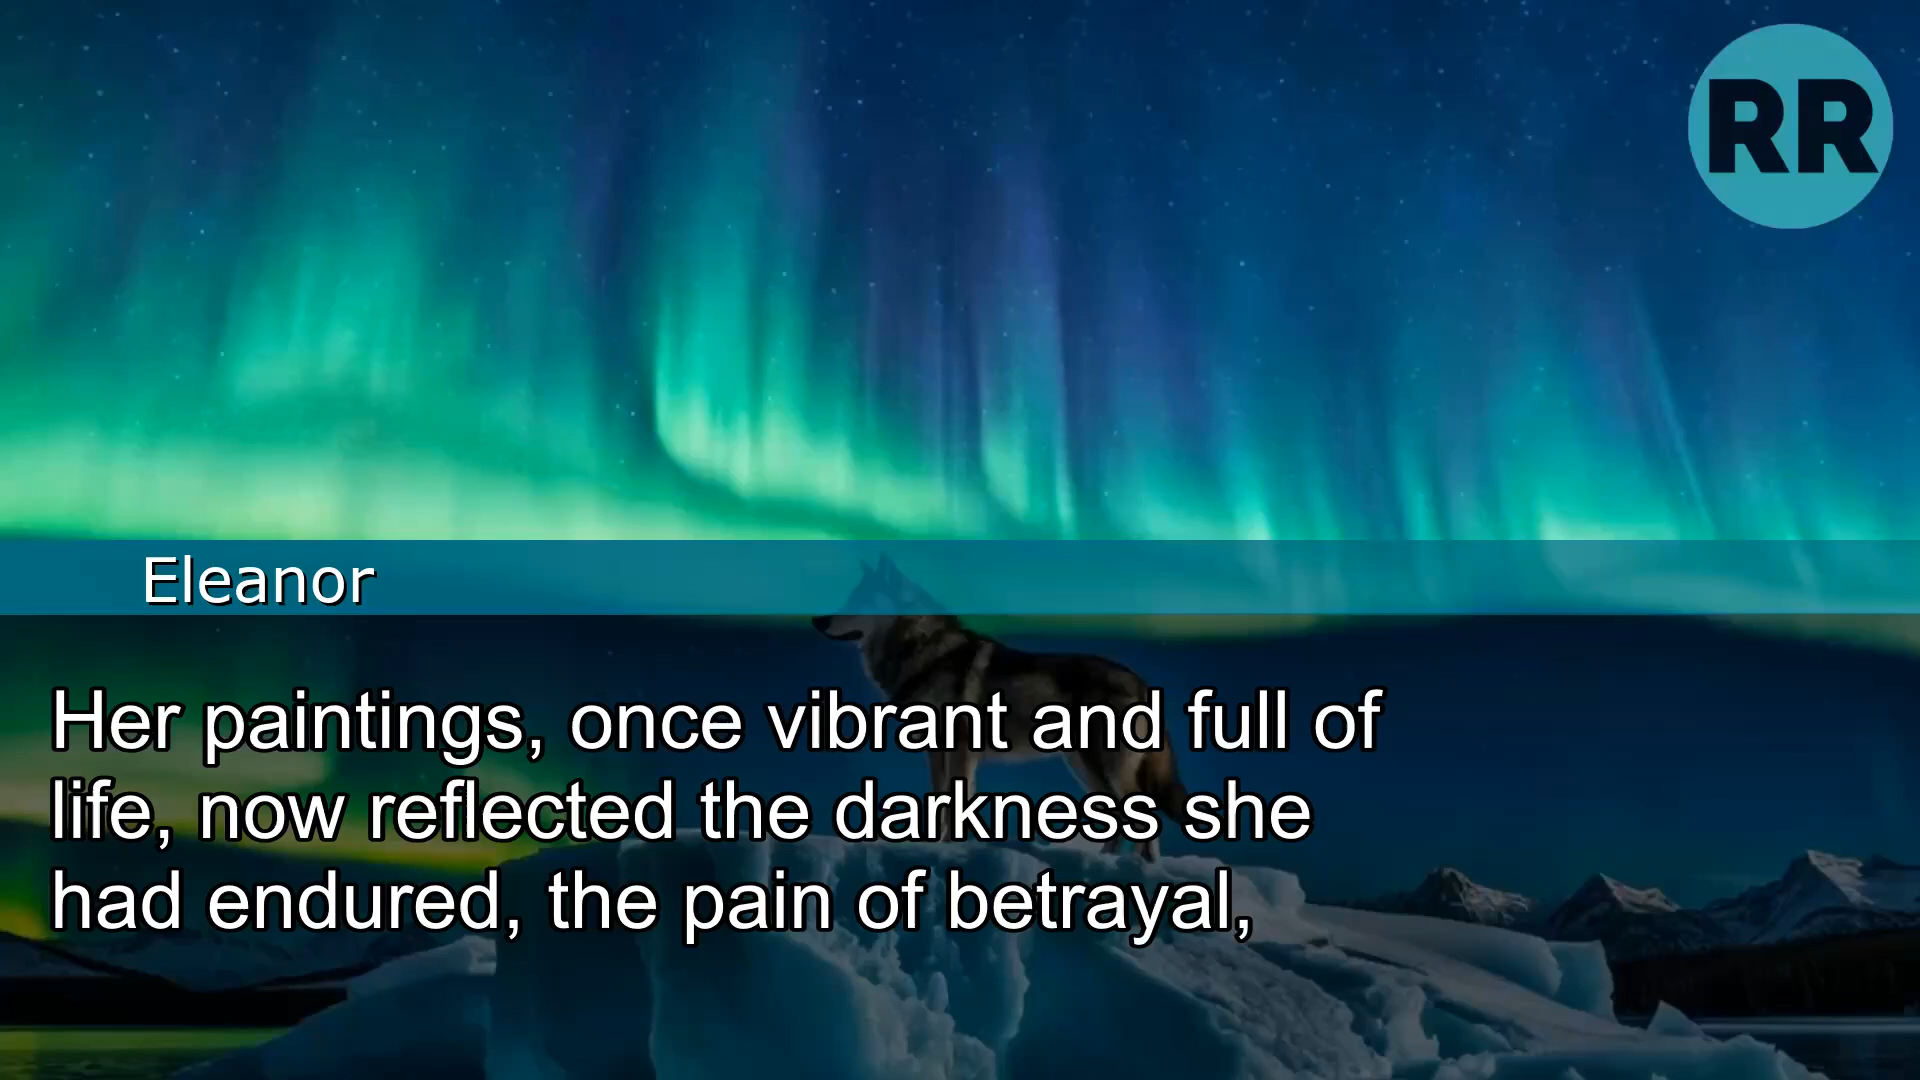 RR
Eleanor
Her paintings, once vibrant and full of
life, now reflected the darkness she
had endured, the pain of betrayal,